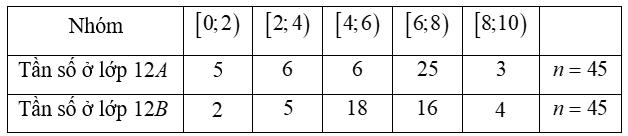 Nhóm [0;2) [2;4) [4;6) [6;8) [8;10)
Tần số ở lớp 12A 5 6 6 25 3 n = 45
Tần số ở lớp 12B 2 5 18 16 4 n = 45